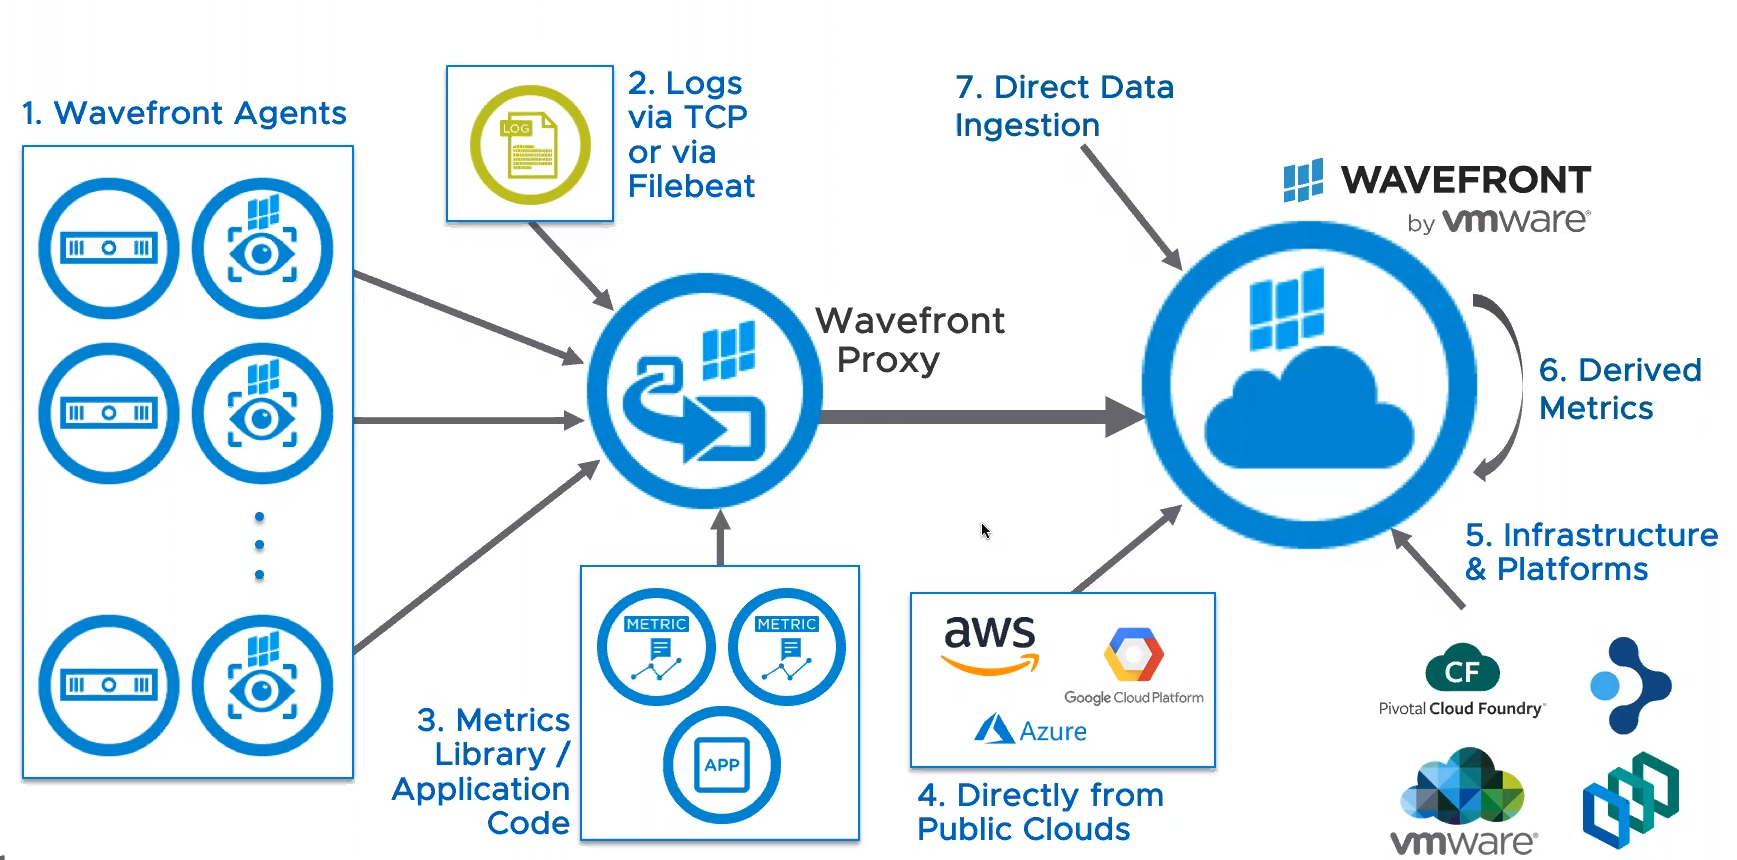 1. Wavefront Agents
LOG
2. Logs
via TCP
or via
Filebeat
7. Direct Data
Ingestion
WAVEFRONT
by vmware®
Wavefront
Proxy
6. Derived
Metrics
5. Infrastructure
& Platforms
METRIC
METRIC
APP
3. Metrics
Library /
Application
Code
aws
Google Cloud Platform
Azure
4. Directly from
Public Clouds
CF
Pivotal Cloud Foundry®
vmware®